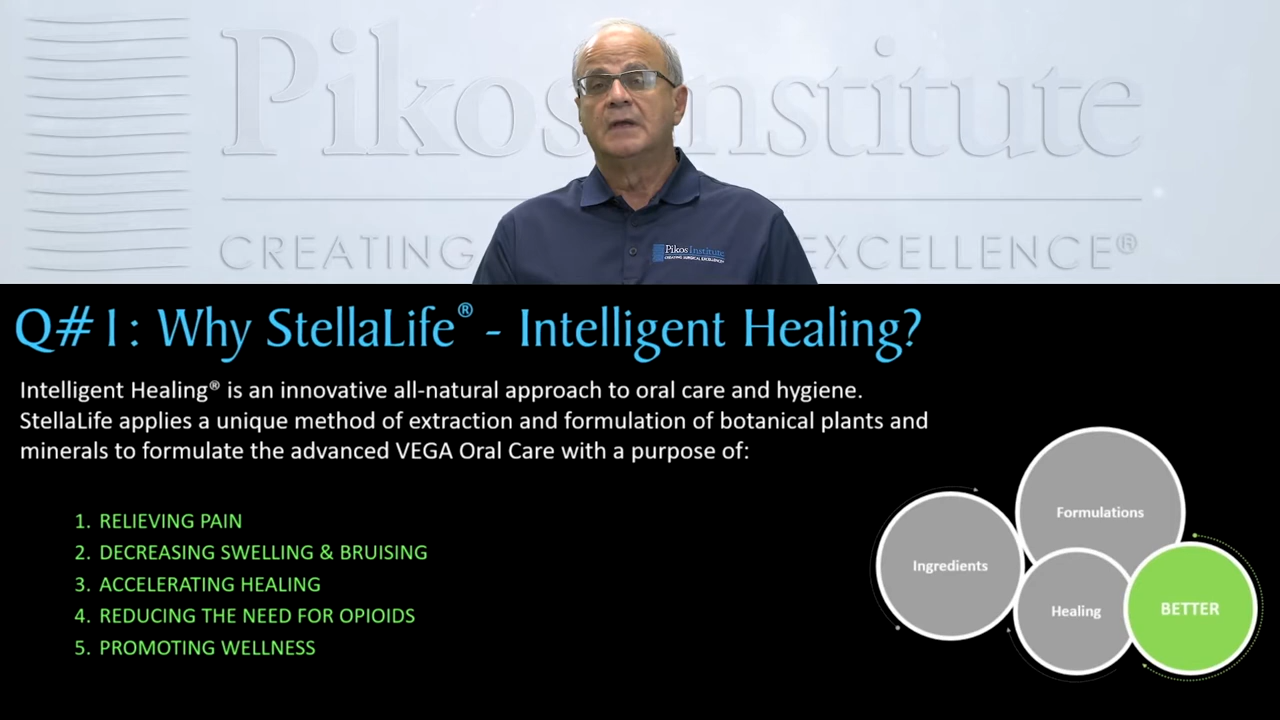 Pikos Institute
CREATING EXCELLENCE®
Pikos Institute
CREATING SURGICAL EXCELLENCE®
Q#1: Why StellaLife® - Intelligent Healing?
Intelligent Healing® is an innovative all-natural approach to oral care and hygiene.
StellaLife applies a unique method of extraction and formulation of botanical plants and
minerals to formulate the advanced VEGA Oral Care with a purpose of:
1. RELIEVING PAIN
2. DECREASING SWELLING & BRUISING
3. ACCELERATING HEALING
4. REDUCING THE NEED FOR OPIOIDS
5. PROMOTING WELLNESS
Formulations
Ingredients
Healing
BETTER